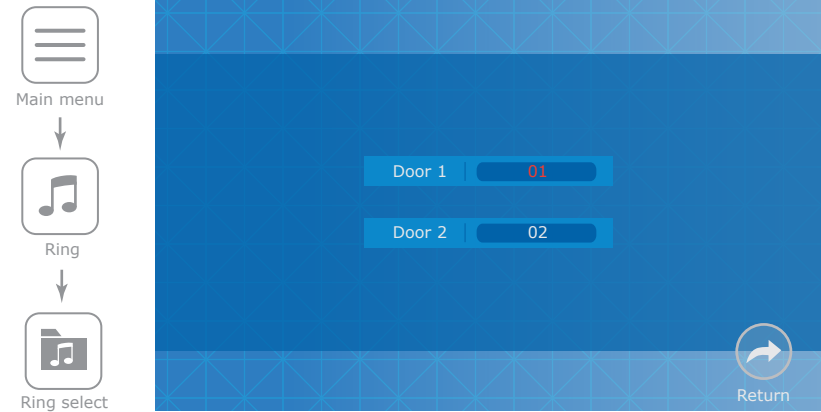 Main menu
Ring
Ring select
Door 1 01
Door 2 02
Return